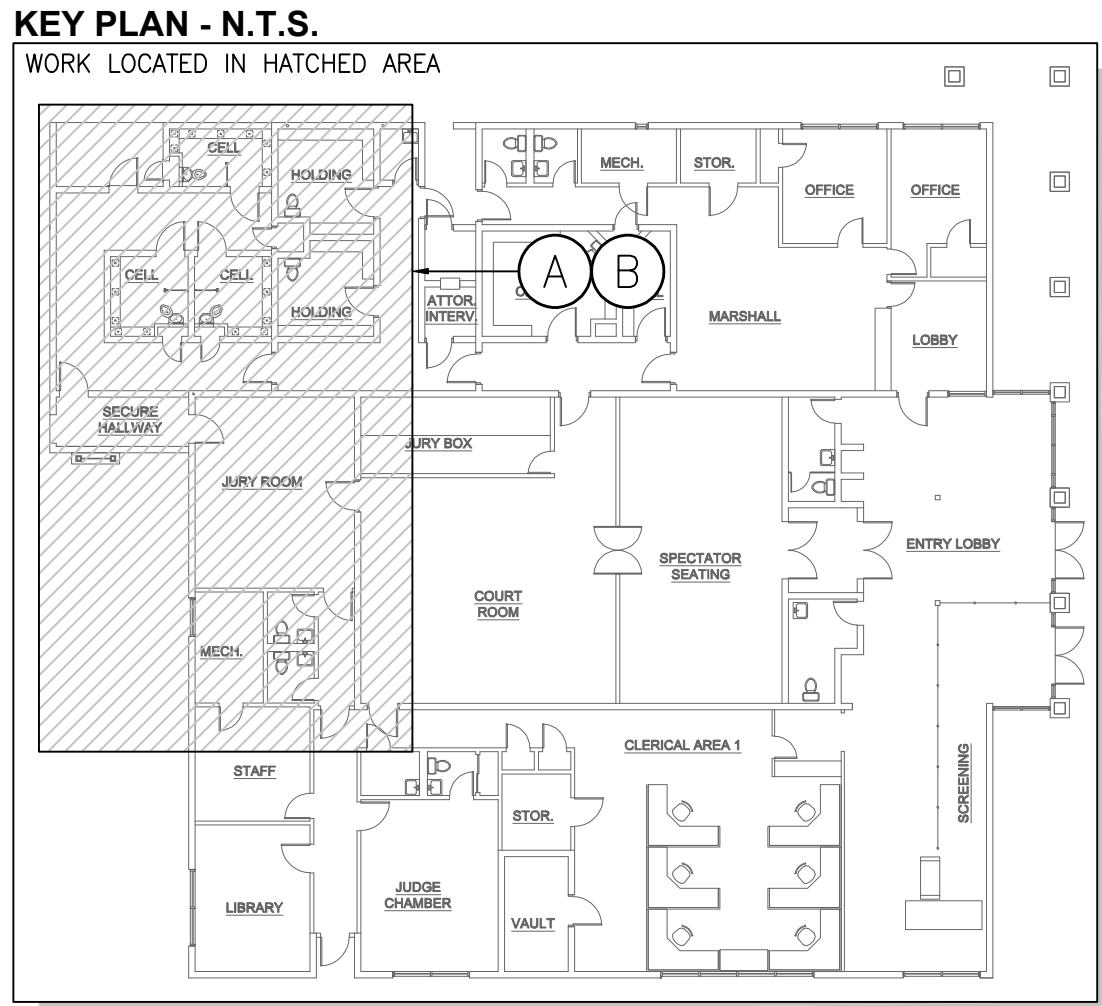 KEY PLAN - N.T.S.
WORK LOCATED IN HATCHED AREA
CELL
HOLDING
MECH.
STOR.
OFFICE
OFFICE
CELL
CELL
A
B
HOLDING
ATTOR.
INTERV.
MARSHALL
LOBBY
SECURE
HALLWAY
JURY BOX
JURY ROOM
ENTRY LOBBY
SPECTATOR
SEATING
COURT
ROOM
MECH.
CLERICAL AREA 1
STAFF
SCREENING
STOR.
JUDGE
CHAMBER
LIBRARY
VAULT